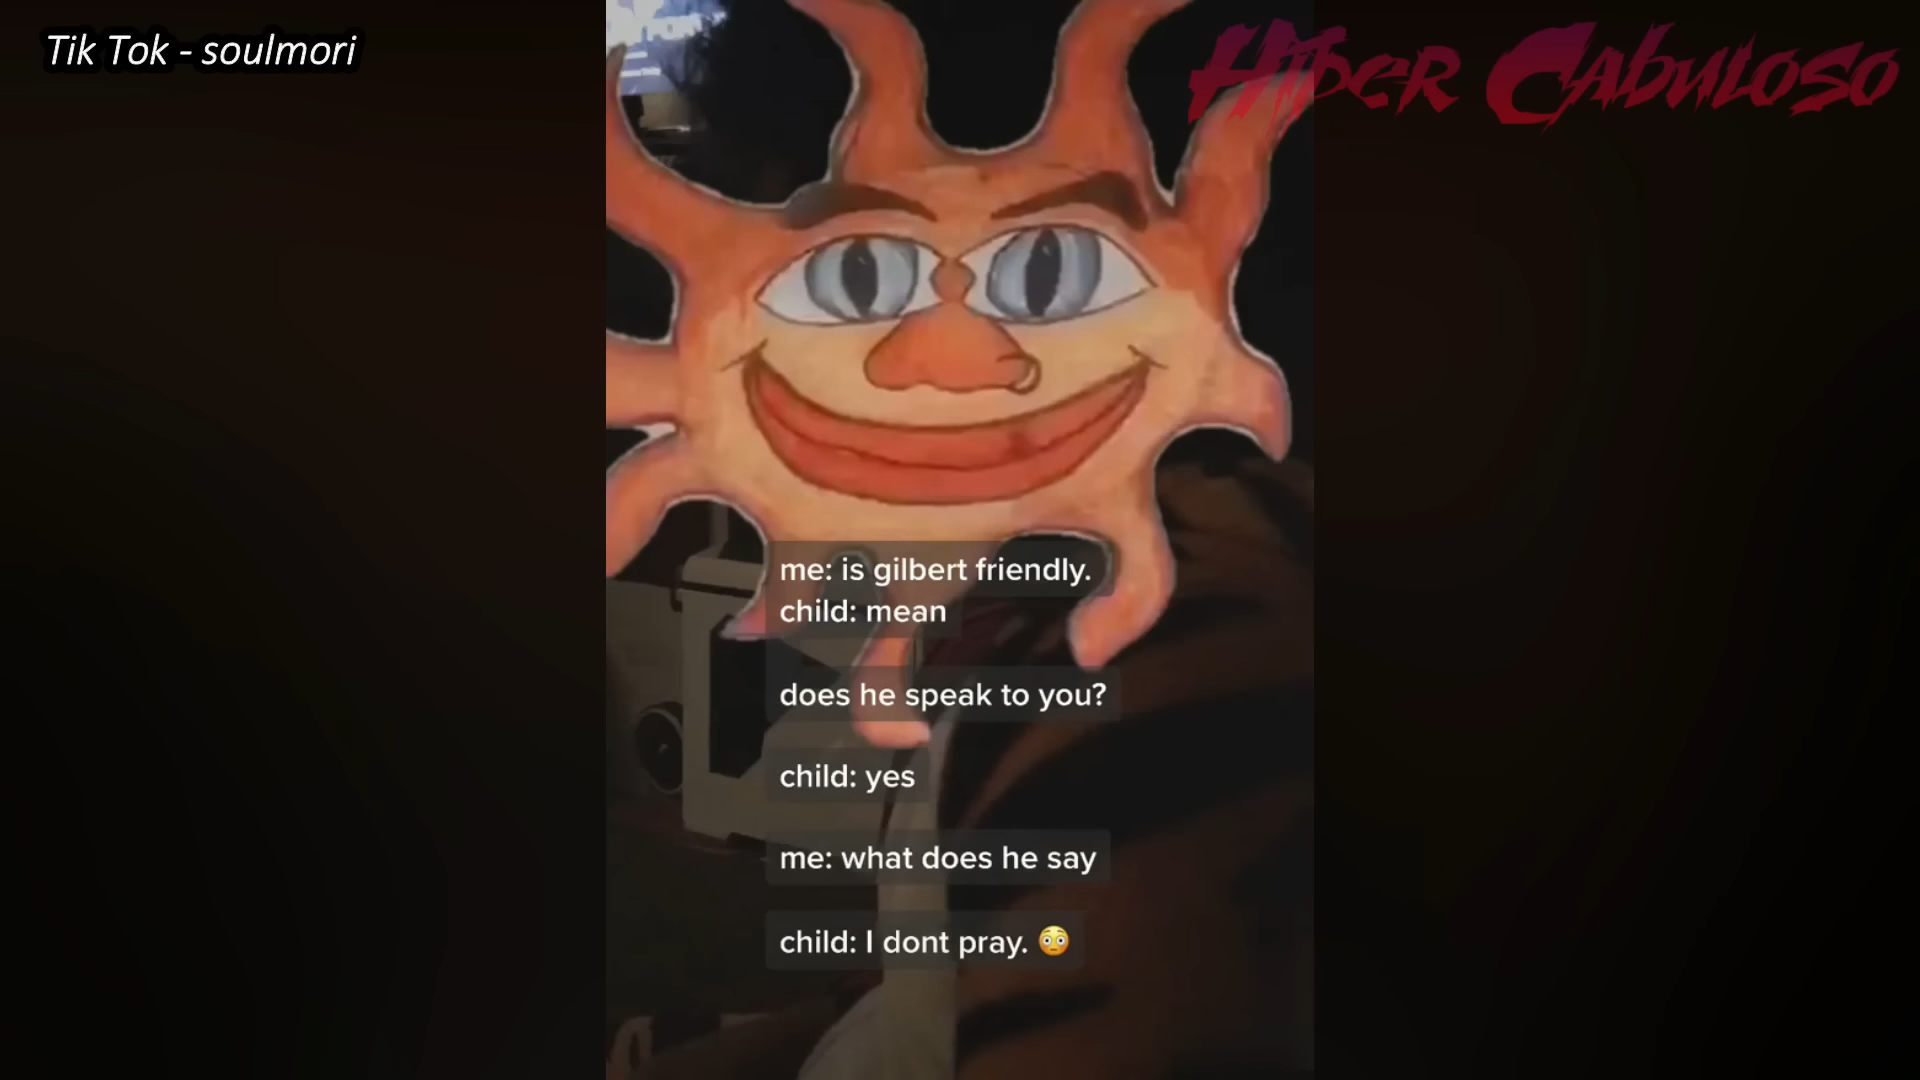 Tik Tok - soulmori
Hiper Cabuloso
me: is gilbert friendly.
child: mean
does he speak to you?
child: yes
me: what does he say
child: I dont pray. 😳